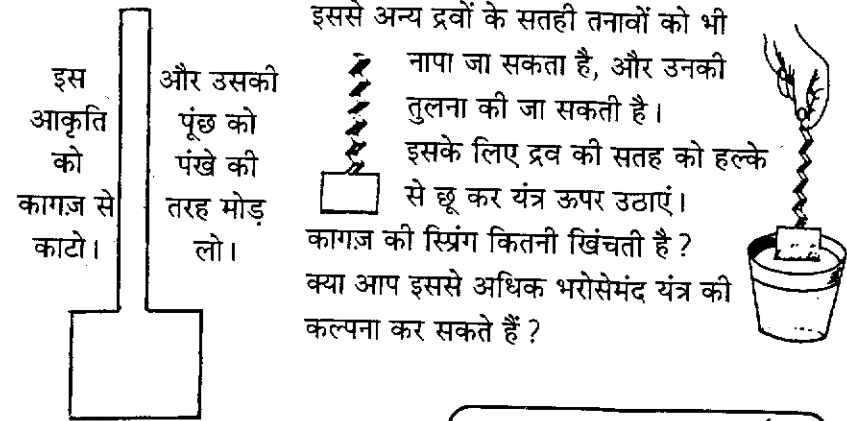 इस
आकृति
को
कागज़ से
काटो।
और उसकी
पूंछ को
पंखे की
तरह मोड़
लो।
इससे अन्य द्रवों के सतही तनावों को भी
नापा जा सकता है, और उनकी
तुलना की जा सकती है।
इसके लिए द्रव की सतह को हल्के
से छू कर यंत्र ऊपर उठाएं।
कागज़ की स्प्रिंग कितनी खिंचती है?
क्या आप इससे अधिक भरोसेमंद यंत्र की
कल्पना कर सकते हैं?